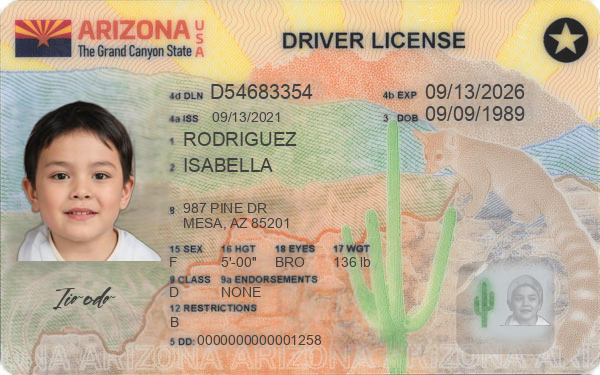 ARIZONA USA
The Grand Canyon State
DRIVER LICENSE
4d DLN D54683354 4b EXP 09/13/2026
4a ISS 09/13/2021 3 DOB 09/09/1989
1 RODRIGUEZ
2 ISABELLA
8 987 PINE DR
MESA, AZ 85201
15 SEX 16 HGT 18 EYES 17 WGT
F 5'-00" BRO 136 lb
9 CLASS 9a ENDORSEMENTS
D NONE
12 RESTRICTIONS
B
5 DD: 0000000000001258
ARIZONA ARIZONA ARIZONA ARIZONA